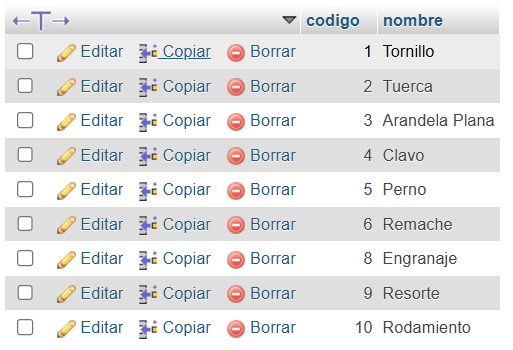 codigo nombre
Editar Copiar Borrar 1 Tornillo
Editar Copiar Borrar 2 Tuerca
Editar Copiar Borrar 3 Arandela Plana
Editar Copiar Borrar 4 Clavo
Editar Copiar Borrar 5 Perno
Editar Copiar Borrar 6 Remache
Editar Copiar Borrar 8 Engranaje
Editar Copiar Borrar 9 Resorte
Editar Copiar Borrar 10 Rodamiento